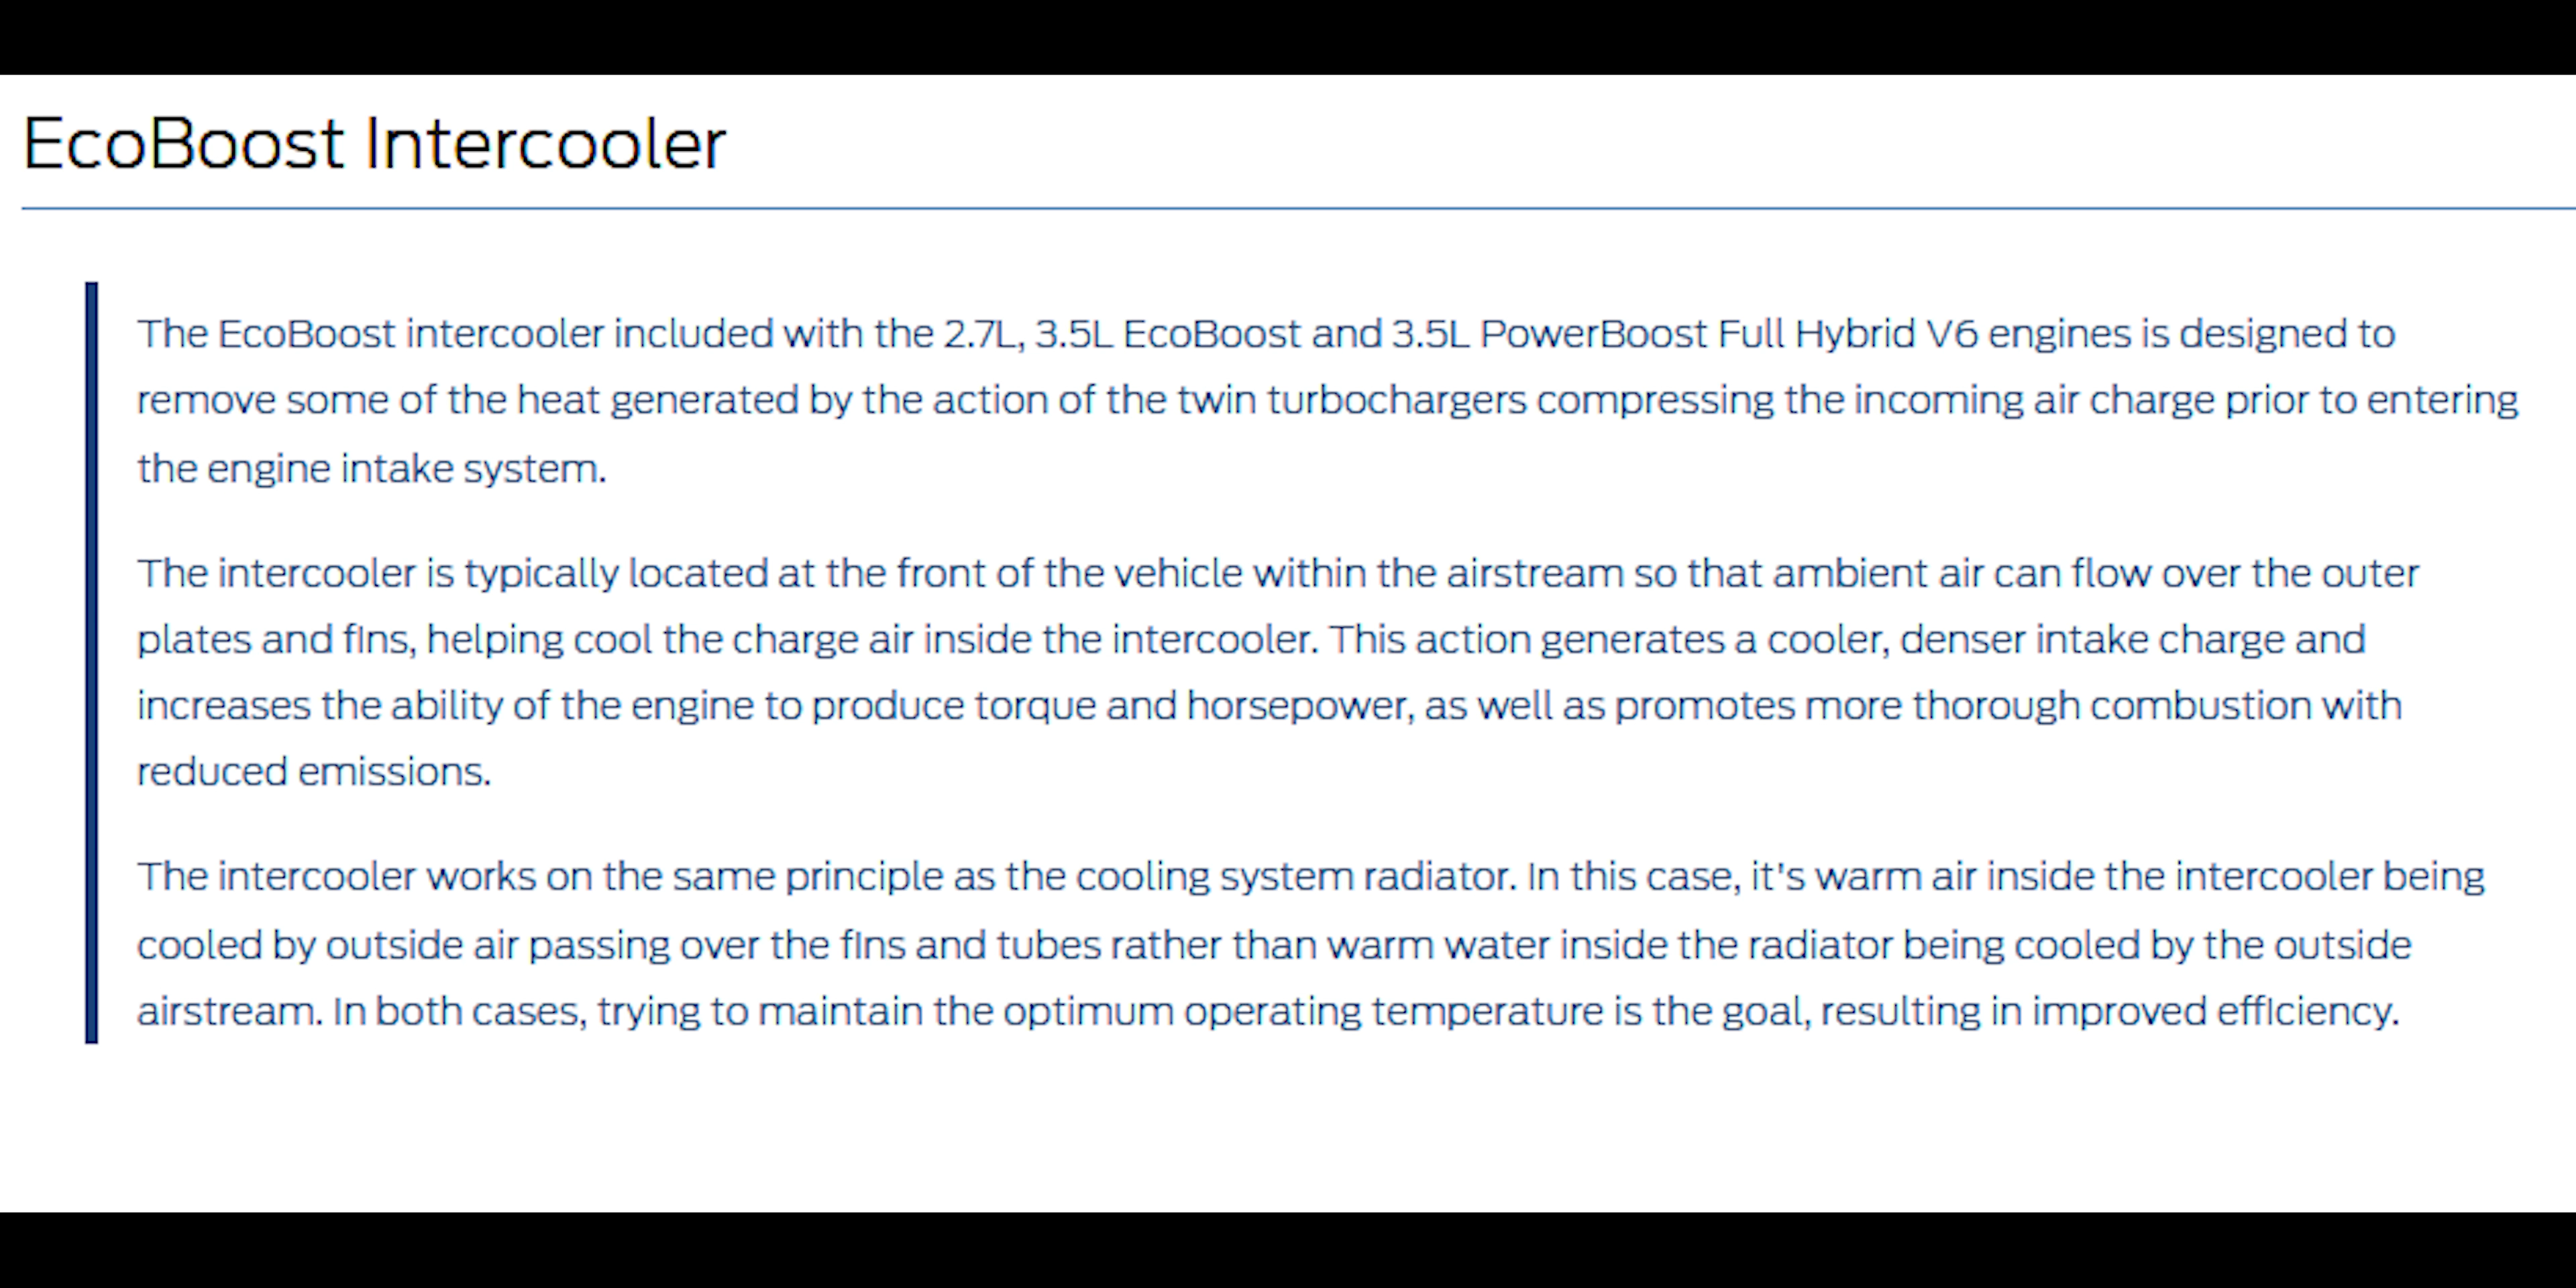 EcoBoost Intercooler
The EcoBoost intercooler included with the 2.7L, 3.5L EcoBoost and 3.5L PowerBoost Full Hybrid V6 engines is designed to
remove some of the heat generated by the action of the twin turbochargers compressing the incoming air charge prior to entering
the engine intake system.
The intercooler is typically located at the front of the vehicle within the airstream so that ambient air can flow over the outer
plates and fins, helping cool the charge air inside the intercooler. This action generates a cooler, denser intake charge and
increases the ability of the engine to produce torque and horsepower, as well as promotes more thorough combustion with
reduced emissions.
The intercooler works on the same principle as the cooling system radiator. In this case, it's warm air inside the intercooler being
cooled by outside air passing over the fins and tubes rather than warm water inside the radiator being cooled by the outside
airstream. In both cases, trying to maintain the optimum operating temperature is the goal, resulting in improved efficiency.